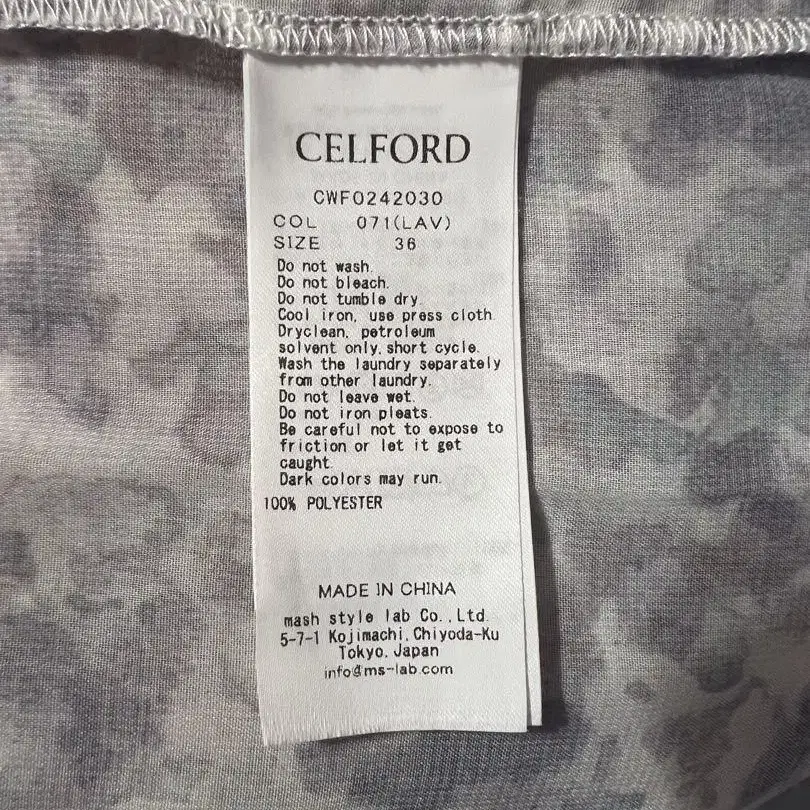 CELFORD
CWF0242030
COL 071(LAV)
SIZE 36
Do not wash.
Do not bleach.
Do not tumble dry.
Cool iron, use press cloth.
Dryclean, petroleum
solvent only, short cycle.
Wash the laundry separately
from other laundry.
Do not leave wet.
Do not iron pleats.
Be careful not to expose to
friction or let it get
caught.
Dark colors may run.
100% POLYESTER
MADE IN CHINA
mash style lab Co.,Ltd.
5-7-1 Kojimachi,Chiyoda-Ku
Tokyo, Japan
info@ms-lab.com